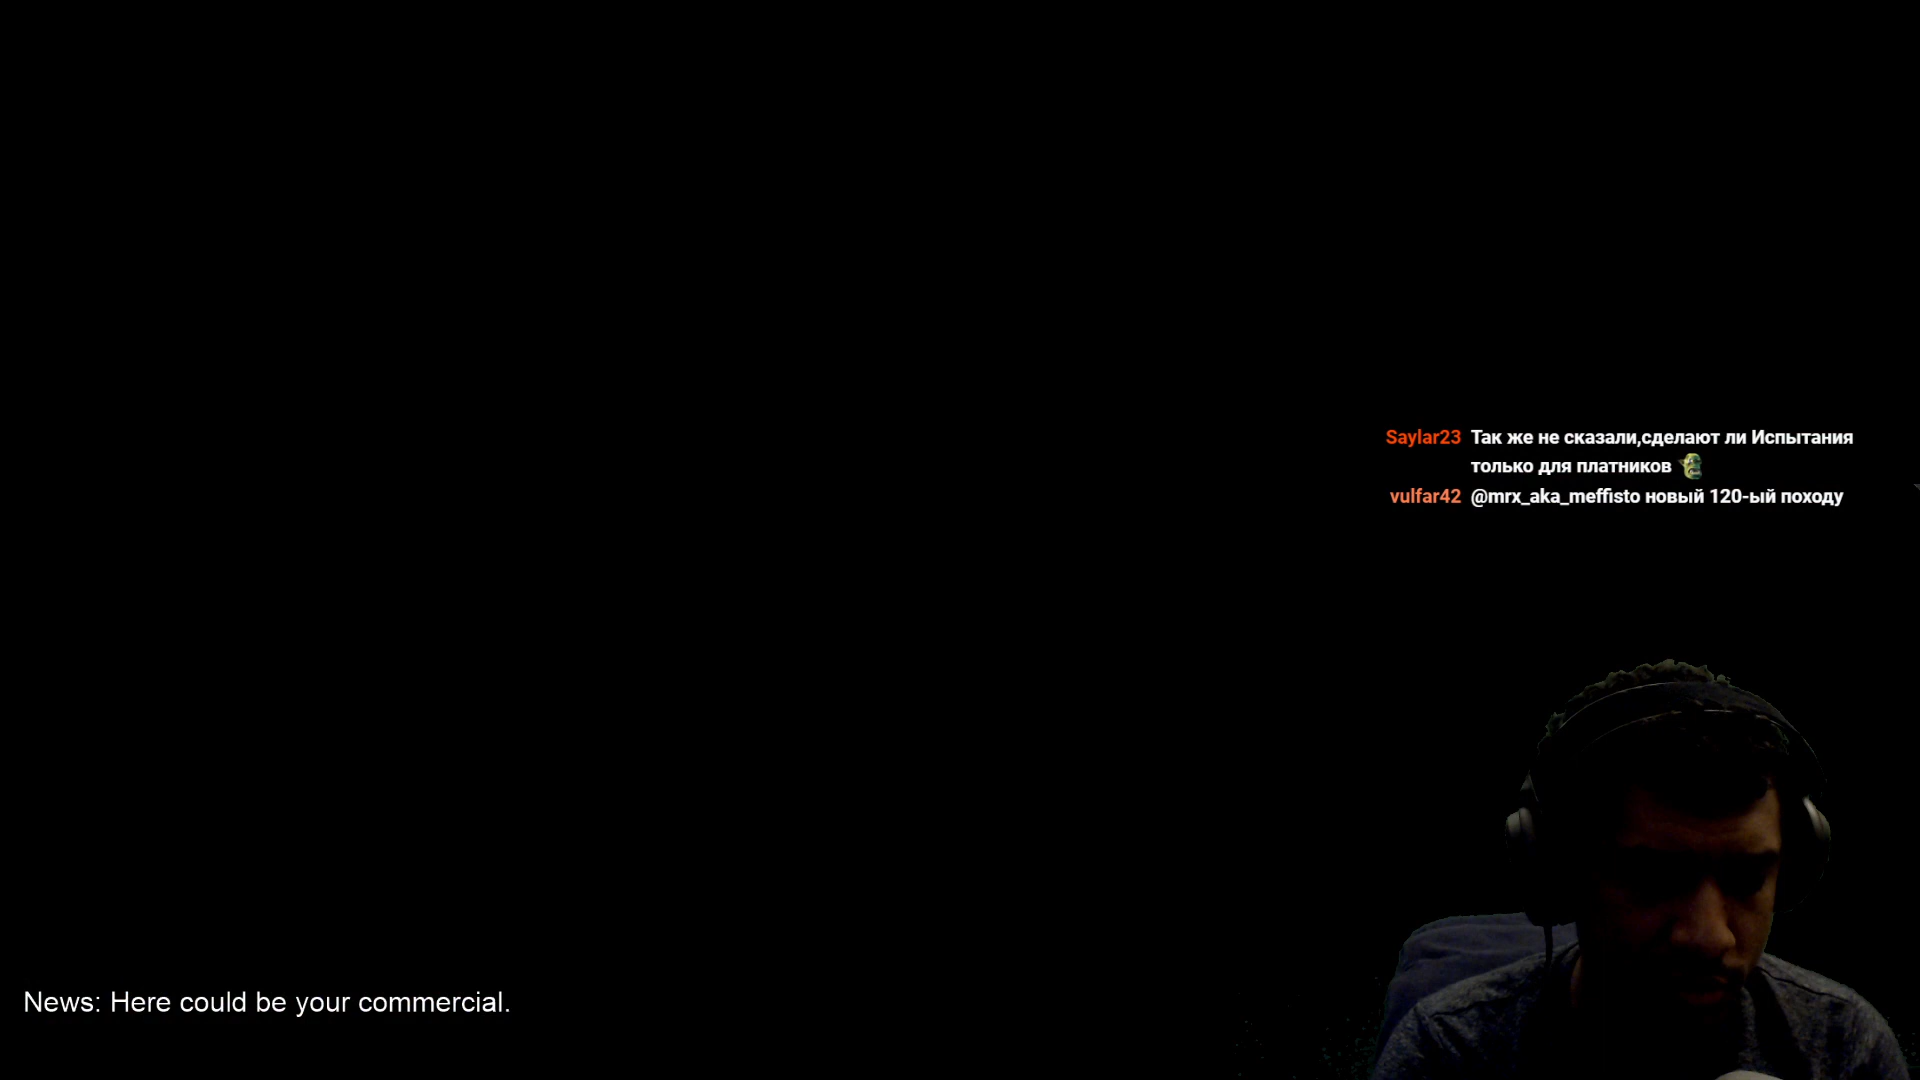 Saylar23 Так же не сказали,сделают ли Испытания
только для платников
vulfar42 @mrx_aka_meffisto новый 120-ый походу
News: Here could be your commercial.